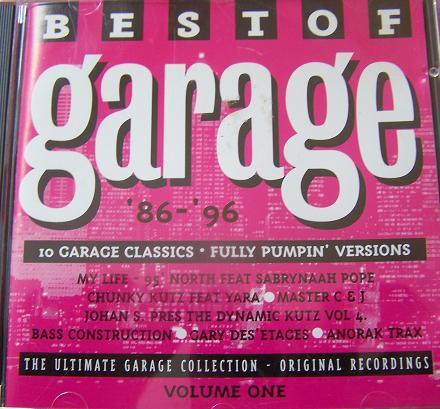 BEST OF
garage
'86-'96
10 GARAGE CLASSICS • FULLY PUMPIN' VERSIONS
MY LIFE - 95 NORTH FEAT SABRYNAAH POPE
CHUNKY KUTZ FEAT YARA • MASTER C & J
JOHAN S. PRES THE DYNAMIC KUTZ VOL 4.
BASS CONSTRUCTION • GARY DES ETAGES • ANORAK TRAX
THE ULTIMATE GARAGE COLLECTION - ORIGINAL RECORDINGS
VOLUME ONE